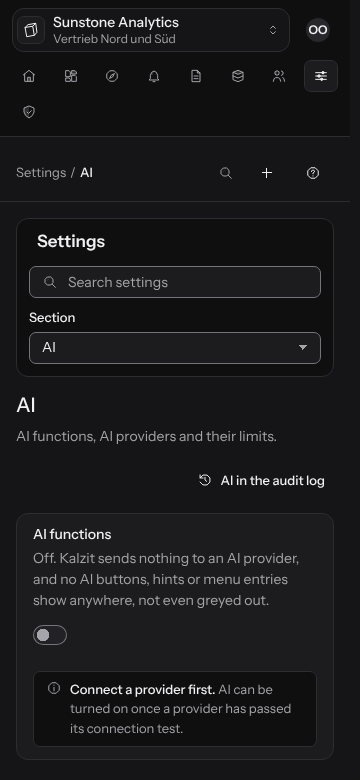 Sunstone Analytics
Vertrieb Nord und Süd
OO
Settings / AI
Settings
Search settings
Section
AI
AI
AI functions, AI providers and their limits.
AI in the audit log
AI functions
Off. Kalzit sends nothing to an AI provider,
and no AI buttons, hints or menu entries
show anywhere, not even greyed out.
Connect a provider first. AI can be
turned on once a provider has passed
its connection test.